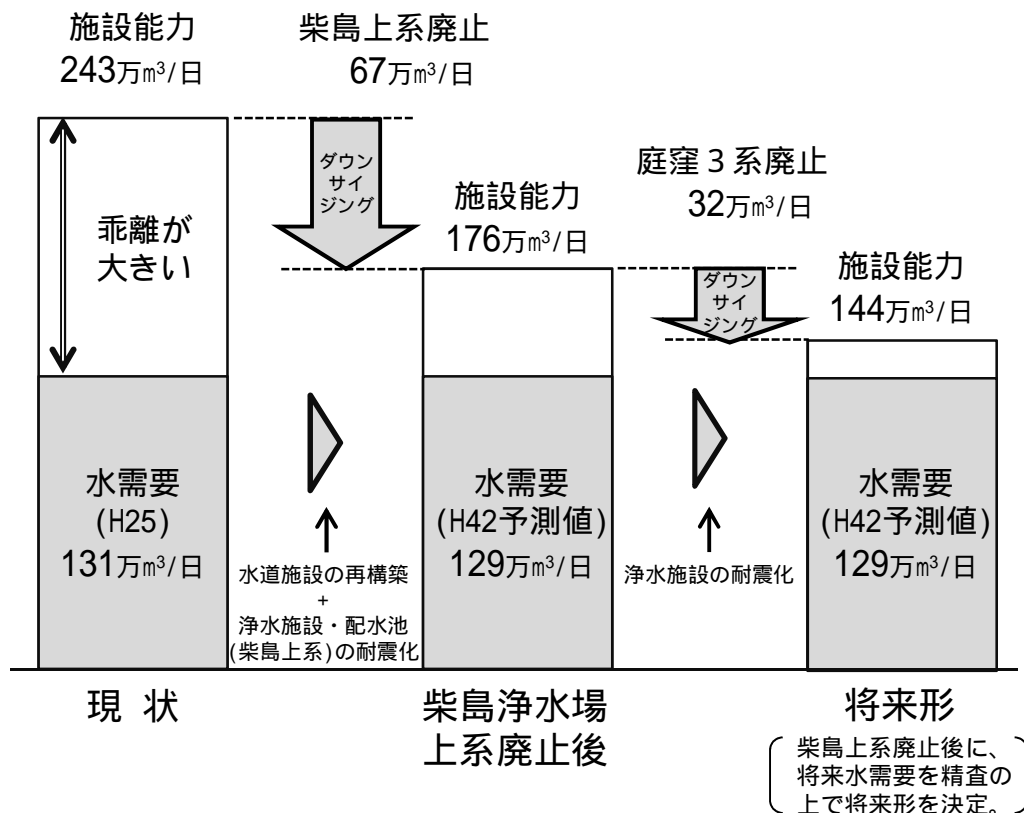 施設能力
243万㎥/日
柴島上系廃止
67万㎥/日
ダウン
サイ
ジング
乖離が
大きい
施設能力
176万㎥/日
庭窪3系廃止
32万㎥/日
ダウン
サイ
ジング
施設能力
144万㎥/日
水需要
(H25)
131万㎥/日
水道施設の再構築
+
浄水施設・配水池
(柴島上系)の耐震化
水需要
(H42予測値)
129万㎥/日
浄水施設の耐震化
水需要
(H42予測値)
129万㎥/日
現 状
柴島浄水場
上系廃止後
将来形
柴島上系廃止後に、
将来水需要を精査の
上で将来形を決定。